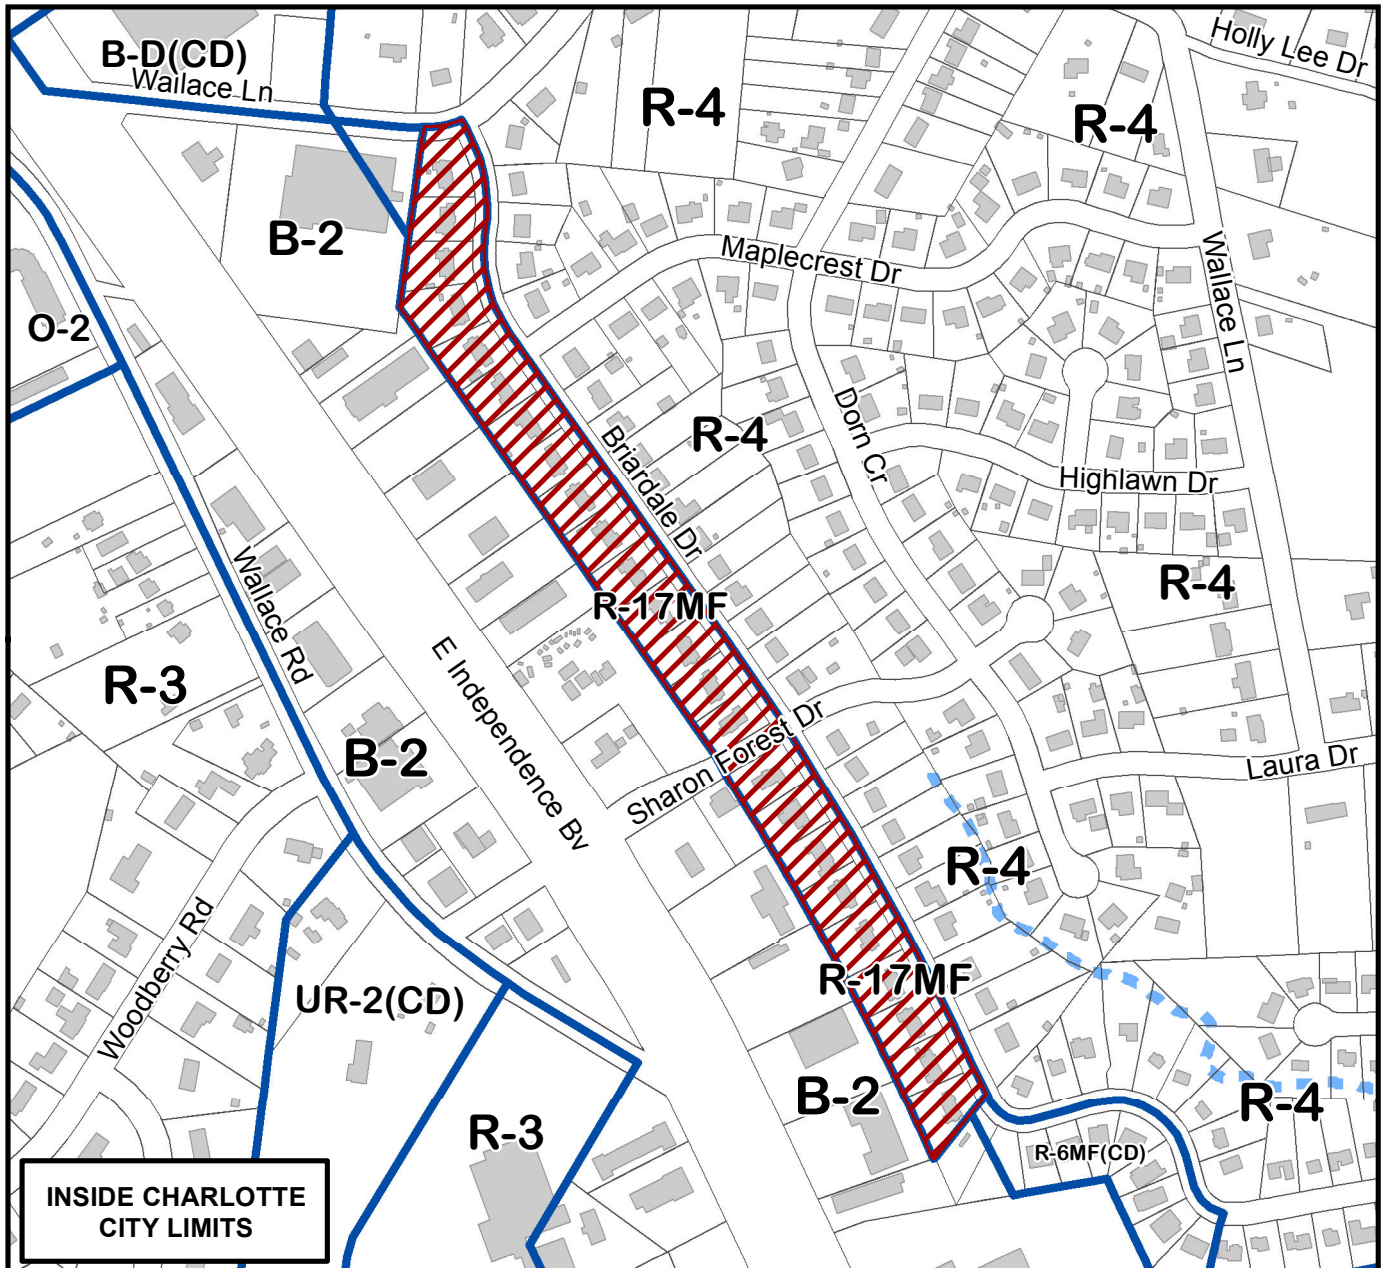 Holly Lee Dr
B-D(CD)
Wallace Ln
R-4
R-4
B-2
Maplecrest Dr
Wallace Ln
O-2
Dorn Cr
R-4
Briardale Dr
Highlawn Dr
Wallace Rd
R-4
R-17MF
E Independence Bv
R-3
Sharon Forest Dr
B-2
Laura Dr
R-4
Woodberry Rd
R-17MF
UR-2(CD)
B-2
R-4
R-3
R-6MF(CD)
INSIDE CHARLOTTE
CITY LIMITS